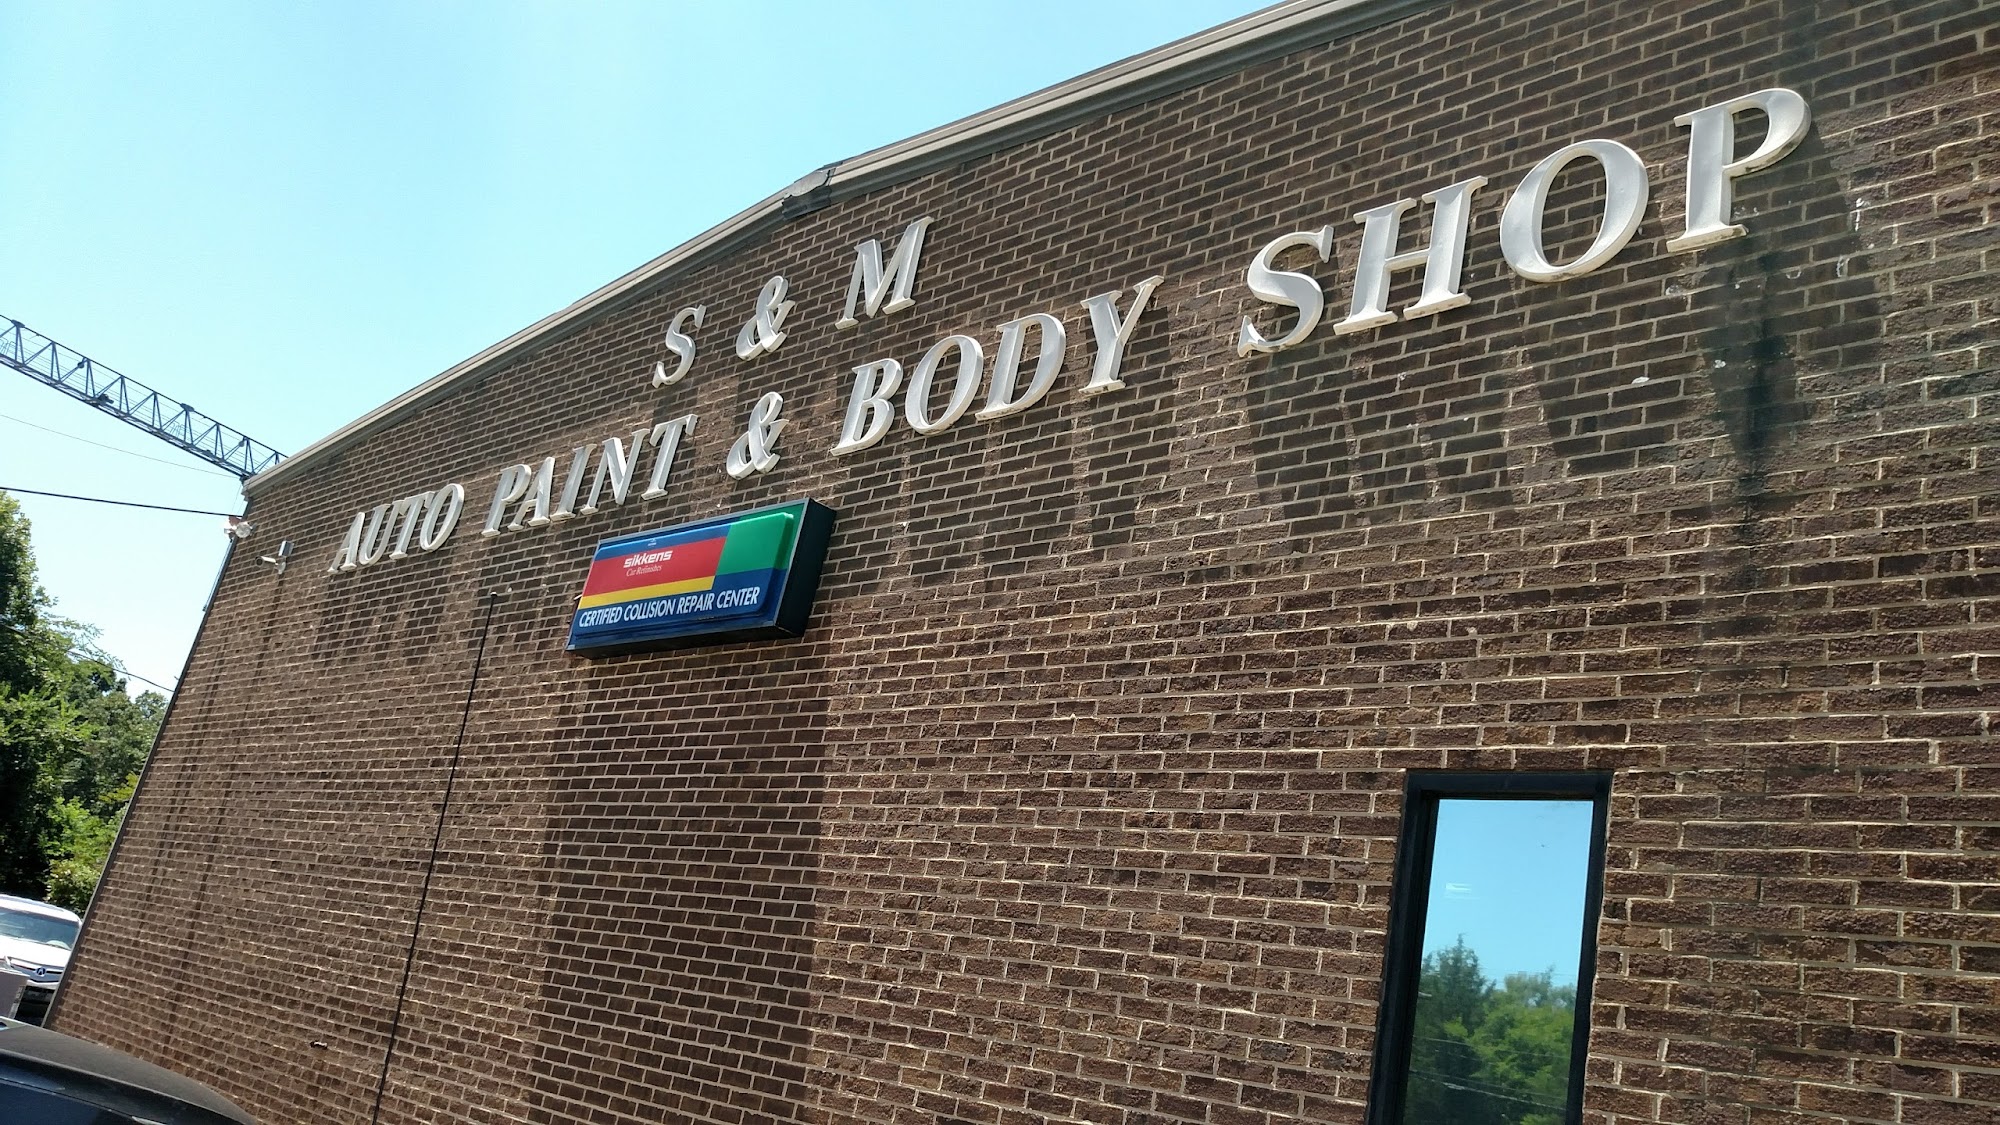 S & M
AUTO PAINT & BODY SHOP
sikkens
Car Refinishes
CERTIFIED COLLISION REPAIR CENTER